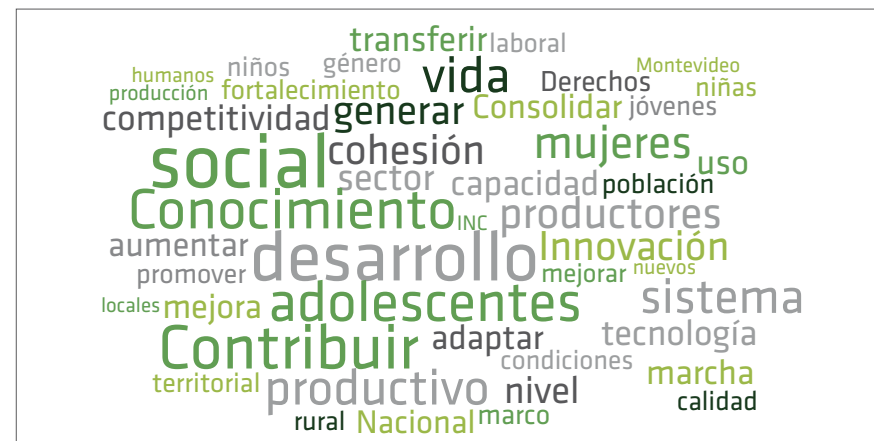 transferir laboral
humanos niños género vida Derechos Montevideo
producción fortalecimiento niñas
competitividad generar Consolidar jóvenes
social cohesión mujeres uso
sector capacidad población
Conocimiento INC productores
aumentar desarrollo Innovación
promover mejorar nuevos
locales mejora adolescentes sistema
Contribuir adaptar tecnología
condiciones marcha
territorial productivo nivel calidad
rural Nacional marco